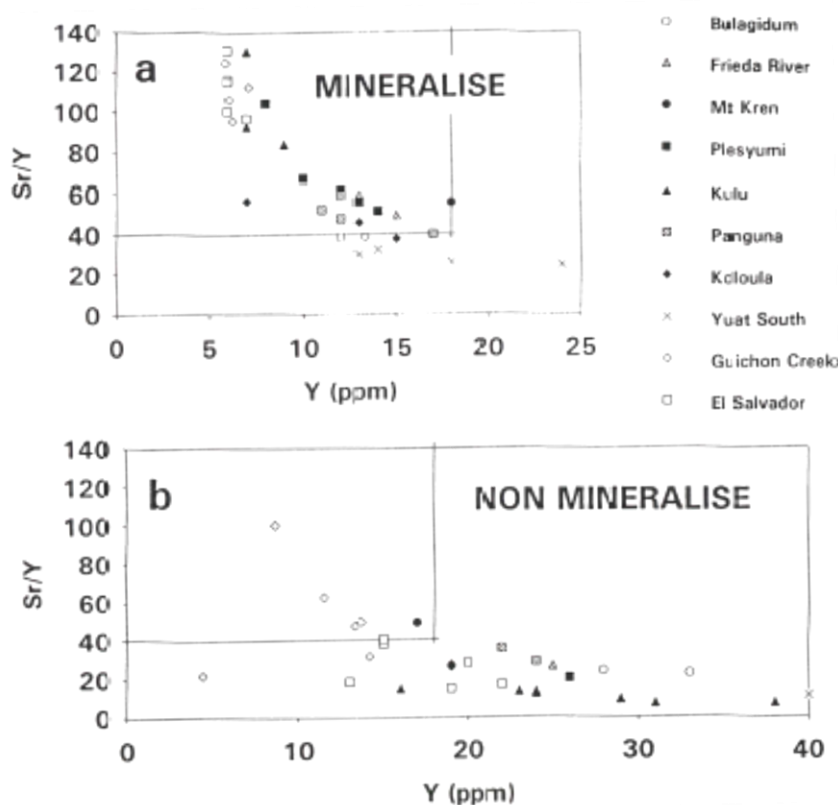 140
120
100
80
60
40
20
0
Sr/Y
a
MINERALISE
0 5 10 15 20 25
Y (ppm)
Bulagidum
Frieda River
Mt Kren
Plesyumi
Kulu
Panguna
Koloula
Yuat South
Guichon Creek
El Salvador
140
120
100
80
60
40
20
0
Sr/Y
b
NON MINERALISE
0 10 20 30 40
Y (ppm)